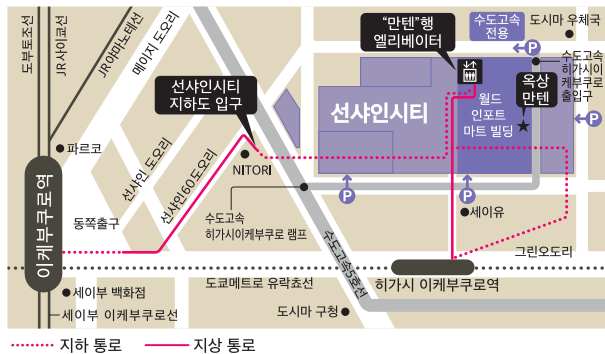 도부토조선
JR사이쿄선
JR야마노테선
메이지 도오리
"만텐"행
엘리베이터
수도고속
전용
도시마 우체국
P
수도고속
히가시이
케부쿠로
출입구
선샤인시티
지하도 입구
옥상
만텐
선샤인시티
월드
인포트
마트 빌딩
P
파르코
선샤인 도오리
선샤인60도오리
NITORI
이케부쿠로역
동쪽출구
수도고속
히가시이케부쿠로 램프
P
P
세이유
그린오도리
수도고속5호선
도쿄메트로 유락쵸선
히가시 이케부쿠로역
세이부 백화점
세이부 이케부쿠로선
도시마 구청
지하 통로
지상 통로